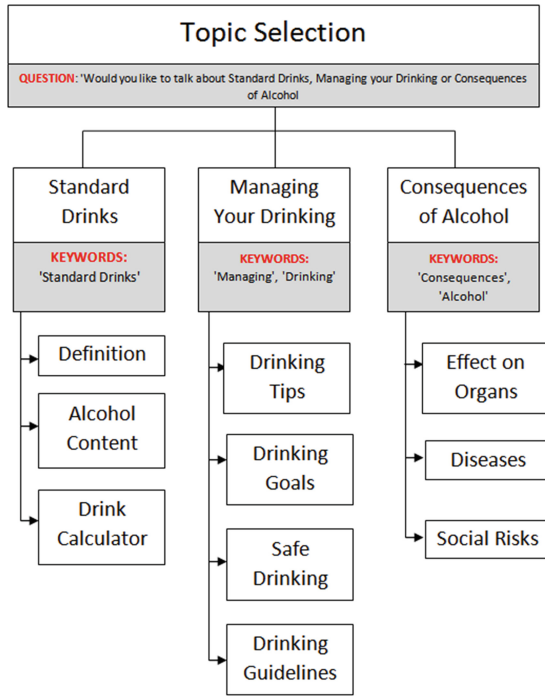 Topic Selection
QUESTION: 'Would you like to talk about Standard Drinks, Managing your Drinking or Consequences
of Alcohol
Standard
Drinks
KEYWORDS:
'Standard Drinks'
Definition
Alcohol
Content
Drink
Calculator
Managing
Your Drinking
KEYWORDS:
'Managing', 'Drinking'
Drinking
Tips
Drinking
Goals
Safe
Drinking
Drinking
Guidelines
Consequences
of Alcohol
KEYWORDS:
'Consequences',
'Alcohol'
Effect on
Organs
Diseases
Social Risks